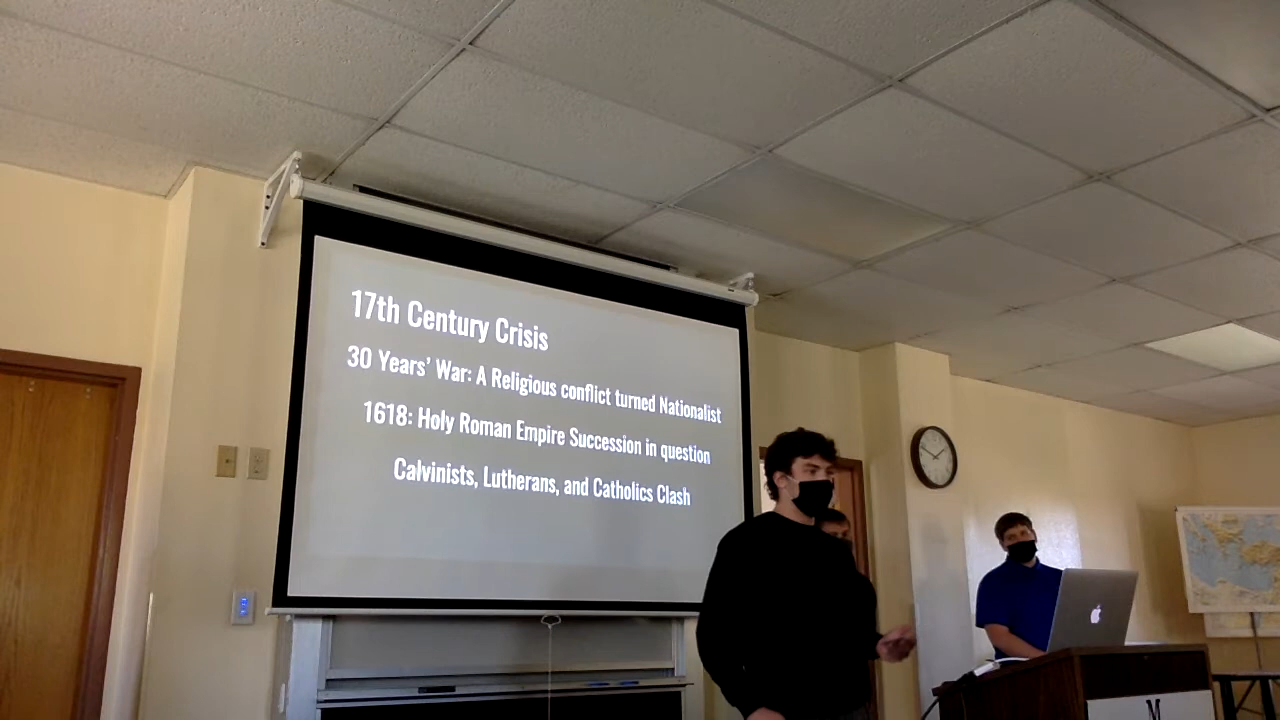 17th Century Crisis
30 Years’ War: A Religious conflict turned Nationalist
1618: Holy Roman Empire Succession in question
Calvinists, Lutherans, and Catholics Clash
M